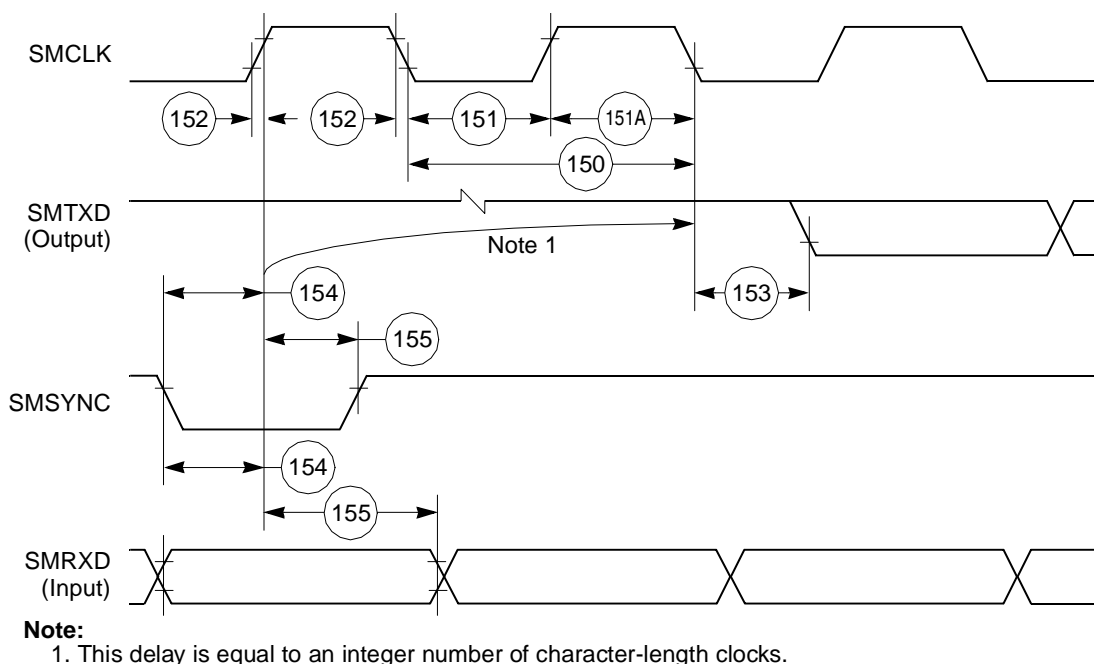 SMCLK
152 152 151 151A
150
SMTXD
(Output)
Note 1
154 153
155
SMSYNC
154
155
SMRXD
(Input)
Note:
1. This delay is equal to an integer number of character-length clocks.